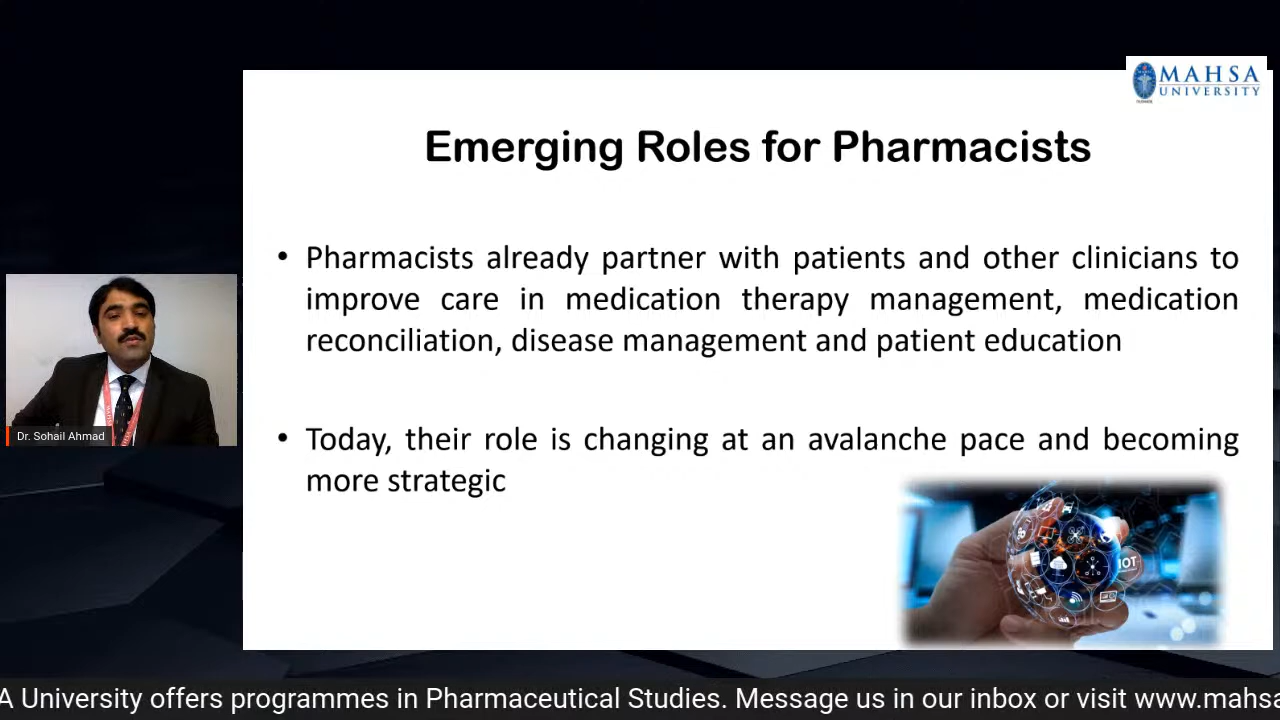 MAHSA
UNIVERSITY
Emerging Roles for Pharmacists
• Pharmacists already partner with patients and other clinicians to
improve care in medication therapy management, medication
reconciliation, disease management and patient education
• Today, their role is changing at an avalanche pace and becoming
more strategic
IOT
Dr. Sohail Ahmad
A University offers programmes in Pharmaceutical Studies. Message us in our inbox or visit www.mahsa